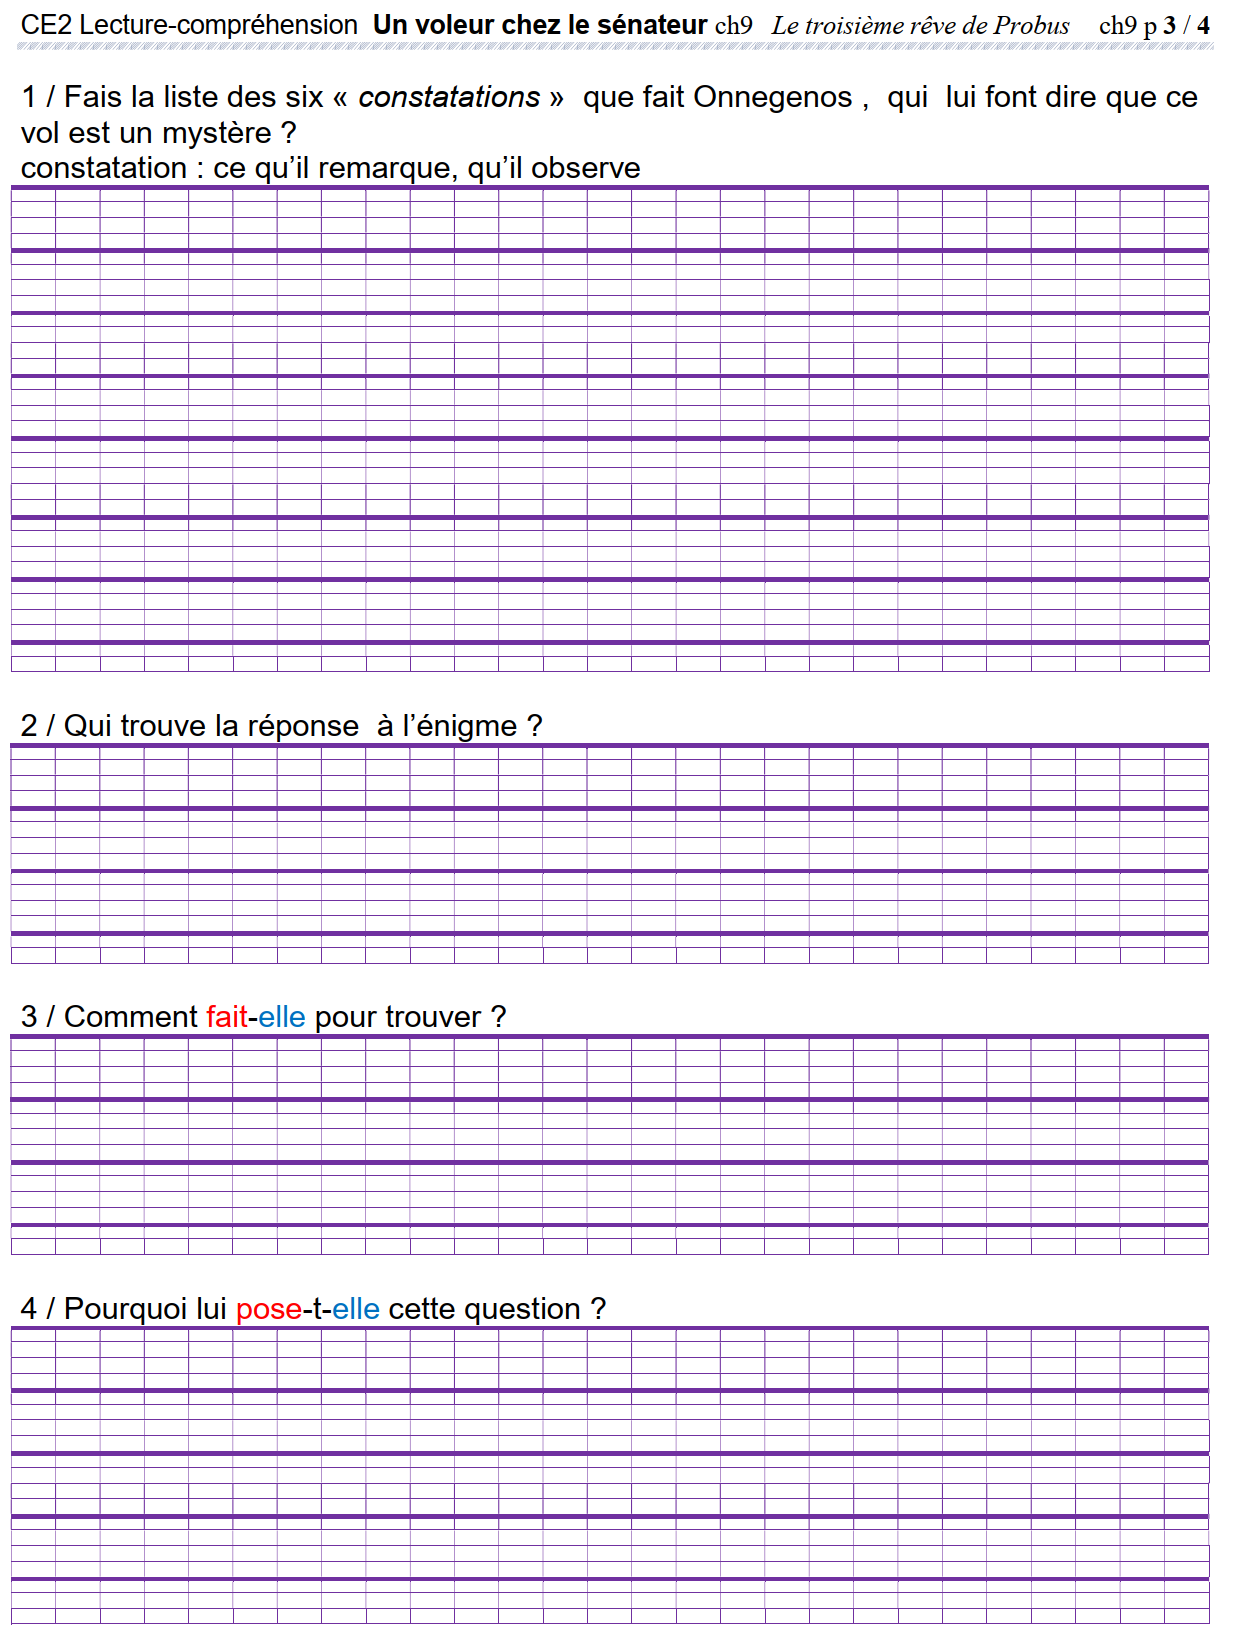 CE2 Lecture-compréhension Un voleur chez le sénateur ch9 Le troisième rêve de Probus ch9 p 3 / 4
1 / Fais la liste des six « constatations » que fait Onnegenos , qui lui font dire que ce
vol est un mystère ?
constatation : ce qu’il remarque, qu’il observe
2 / Qui trouve la réponse à l’énigme ?
3 / Comment fait-elle pour trouver ?
4 / Pourquoi lui pose-t-elle cette question ?